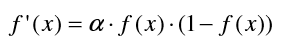 f'(x) = α · f(x) · (1 − f(x))